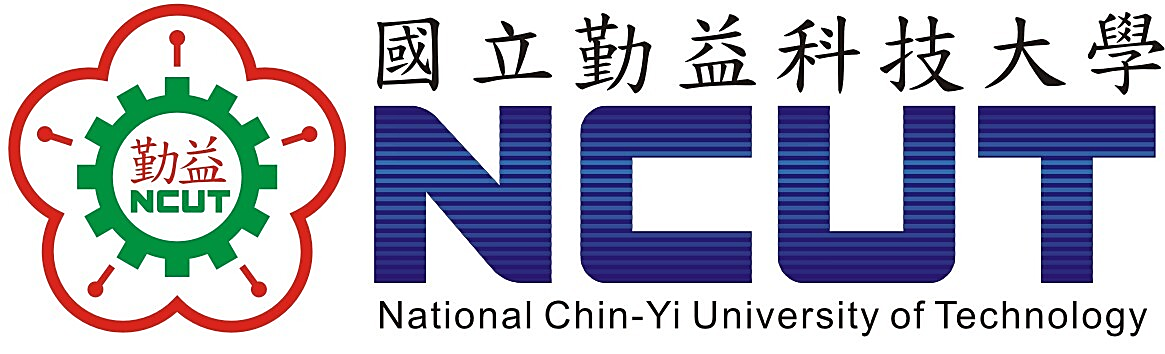 勤益
NCUT
國立勤益科技大學
NCUT
National Chin-Yi University of Technology